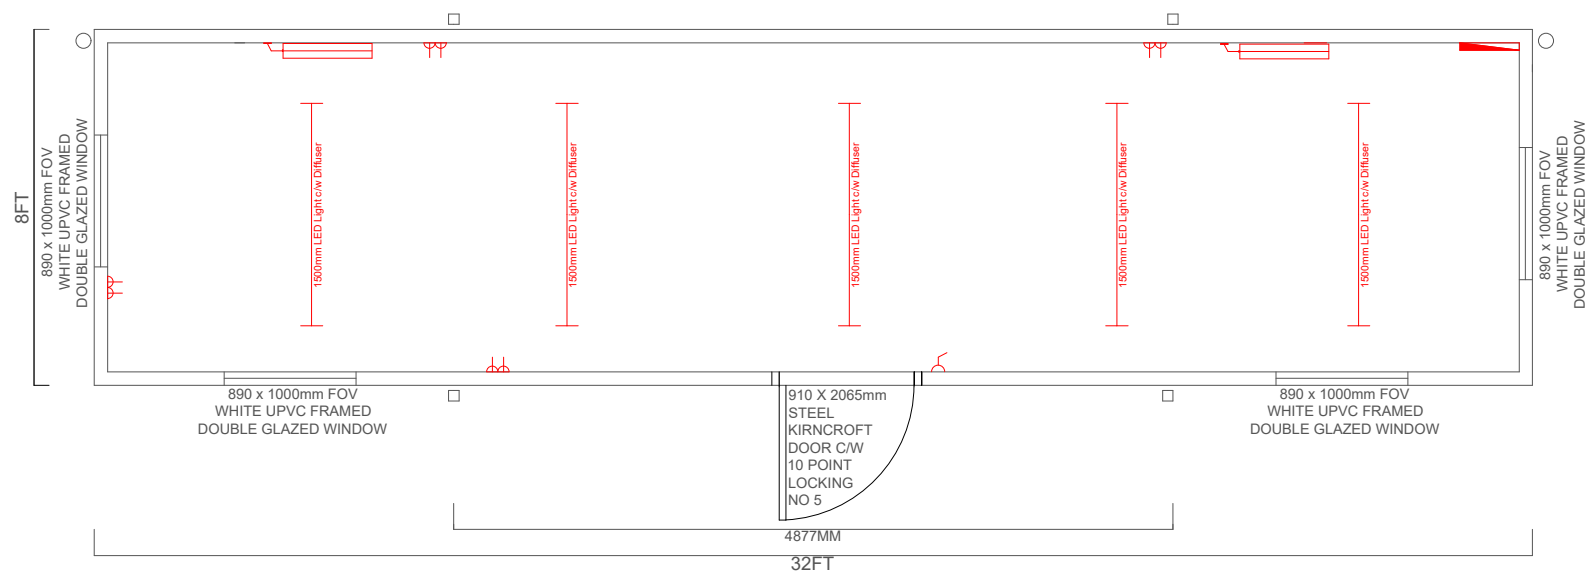 8FT
890 x 1000mm FOV
WHITE UPVC FRAMED
DOUBLE GLAZED WINDOW
1500mm LED Light c/w Diffuser
1500mm LED Light c/w Diffuser
1500mm LED Light c/w Diffuser
1500mm LED Light c/w Diffuser
1500mm LED Light c/w Diffuser
890 x 1000mm FOV
WHITE UPVC FRAMED
DOUBLE GLAZED WINDOW
890 x 1000mm FOV
WHITE UPVC FRAMED
DOUBLE GLAZED WINDOW
910 X 2065mm
STEEL
KIRNCROFT
DOOR C/W
10 POINT
LOCKING
NO 5
890 x 1000mm FOV
WHITE UPVC FRAMED
DOUBLE GLAZED WINDOW
4877MM
32FT